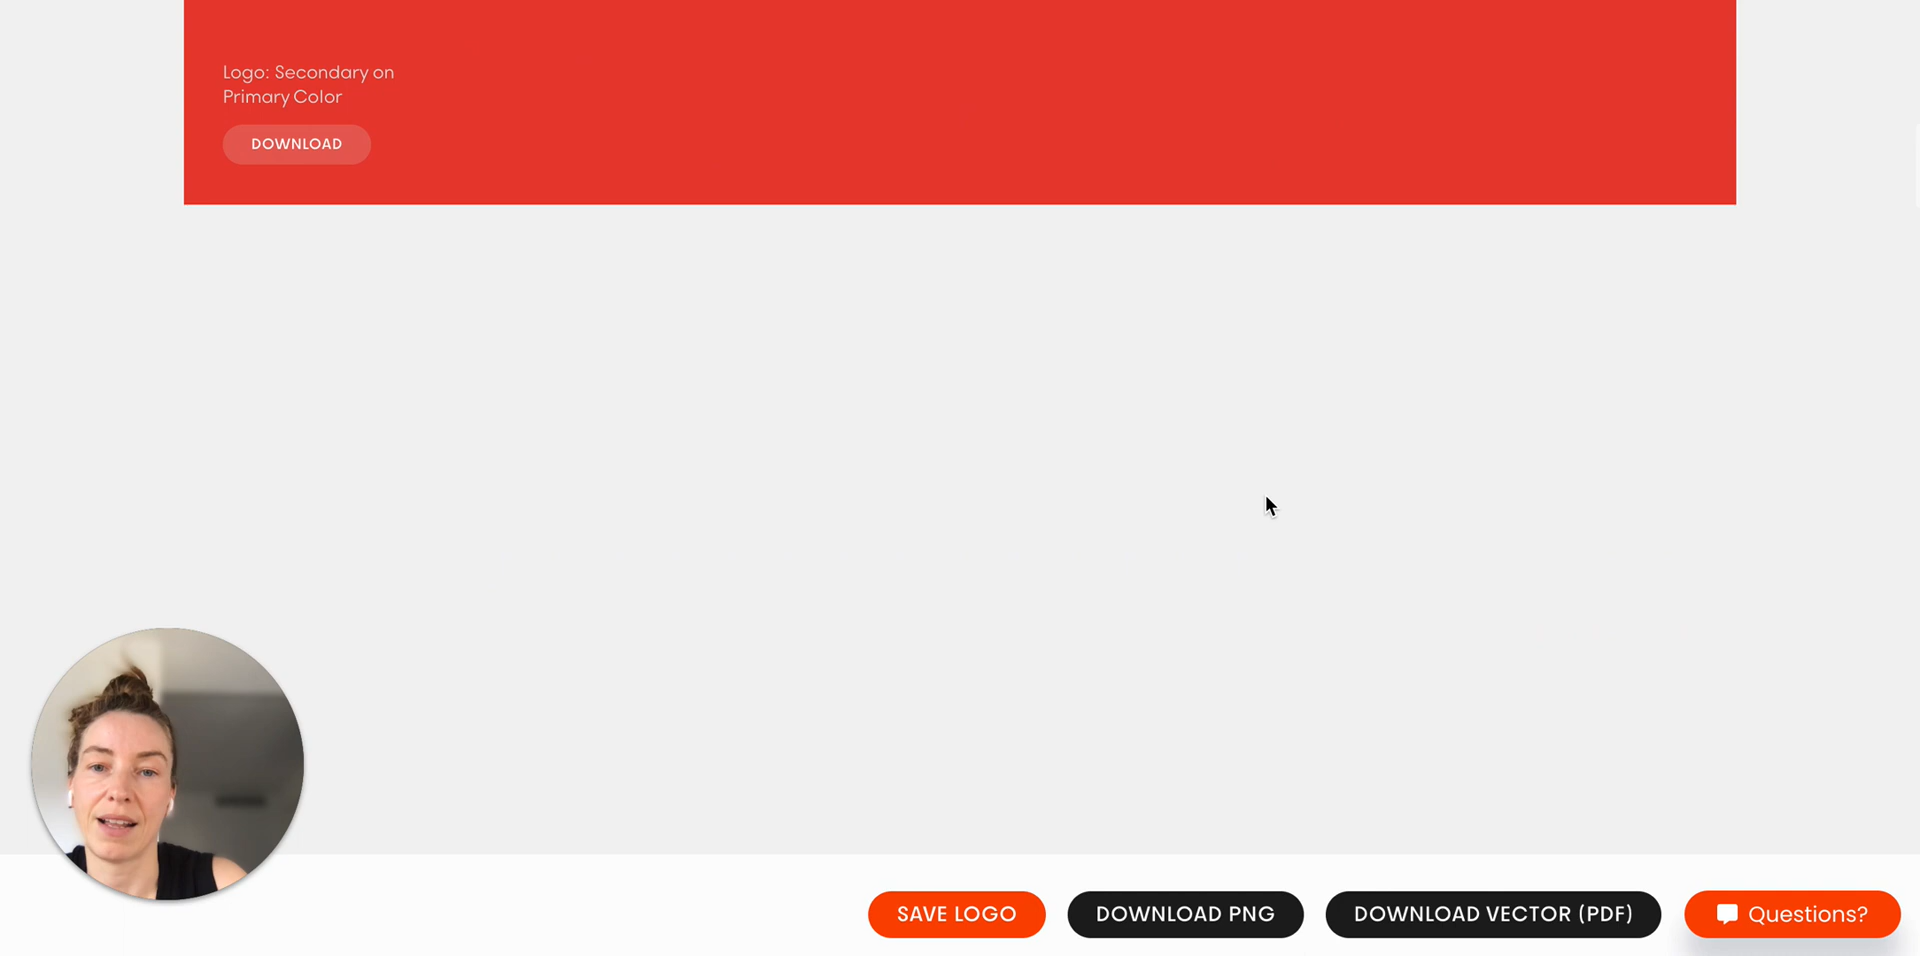 Logo: Secondary on
Primary Color
DOWNLOAD
SAVE LOGO
DOWNLOAD PNG
DOWNLOAD VECTOR (PDF)
Questions?